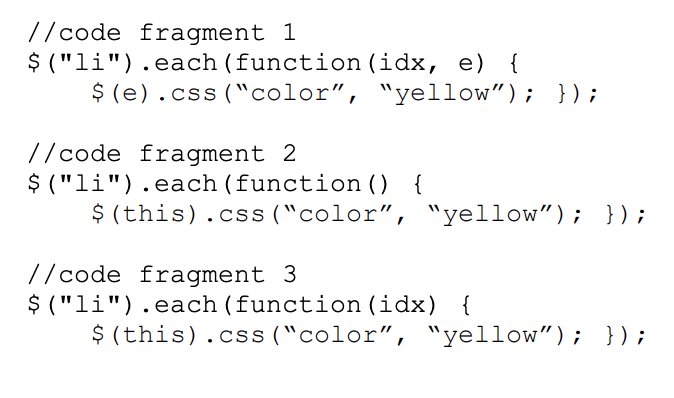 //code fragment 1
$("li").each(function(idx, e) {
    $(e).css(“color”, “yellow”); });

//code fragment 2
$("li").each(function() {
    $(this).css(“color”, “yellow”); });

//code fragment 3
$("li").each(function(idx) {
    $(this).css(“color”, “yellow”); });